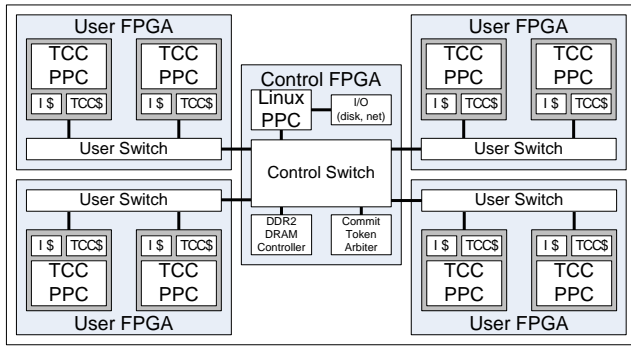 User FPGA
TCC
PPC
TCC
PPC
I $
TCC$
I $
TCC$
User Switch
Control FPGA
Linux
PPC
I/O
(disk, net)
Control Switch
DDR2
DRAM
Controller
Commit
Token
Arbiter
User FPGA
TCC
PPC
TCC
PPC
I $
TCC$
I $
TCC$
User Switch
User Switch
I $
TCC$
I $
TCC$
TCC
PPC
TCC
PPC
User FPGA
User Switch
I $
TCC$
I $
TCC$
TCC
PPC
TCC
PPC
User FPGA